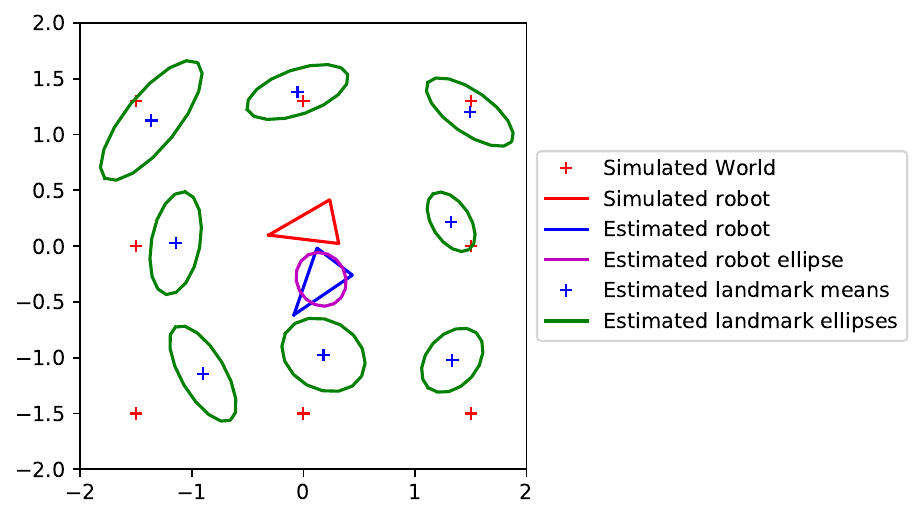 2.0
1.5
1.0
0.5
0.0
−0.5
−1.0
−1.5
−2.0
−2
−1
0
1
2
Simulated World
Simulated robot
Estimated robot
Estimated robot ellipse
Estimated landmark means
Estimated landmark ellipses